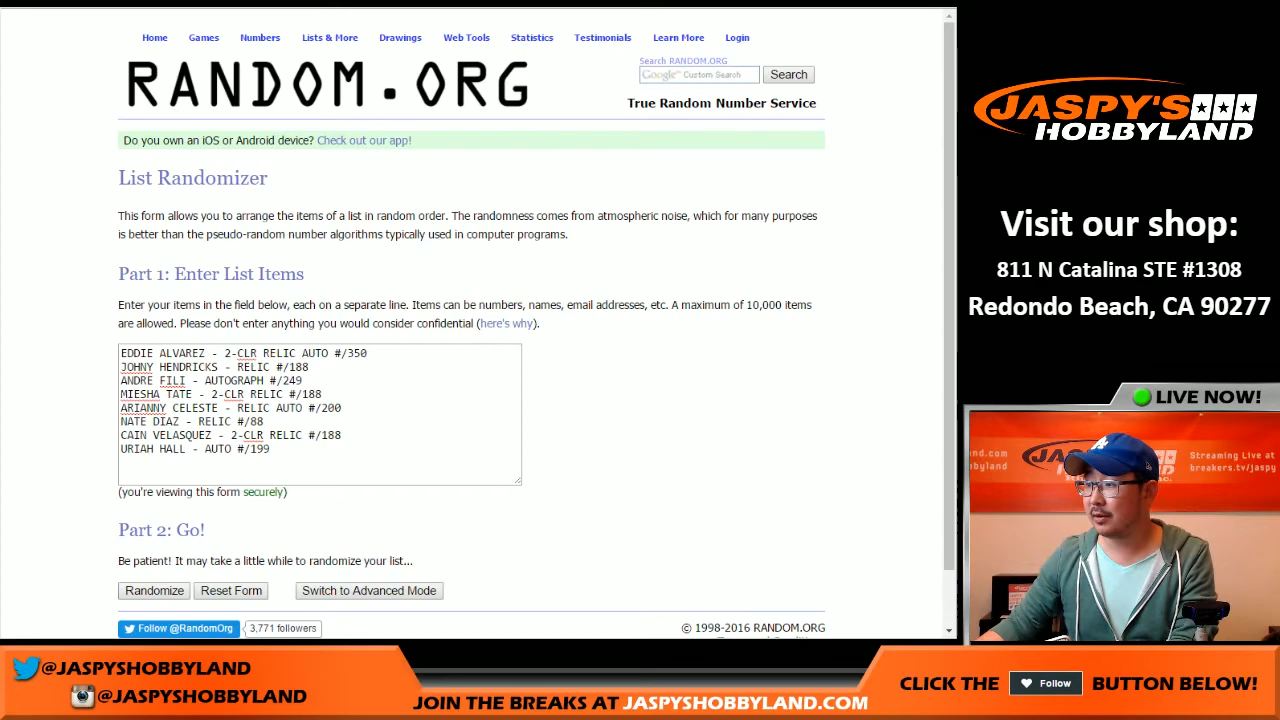 Home Games Numbers Lists & More Drawings Web Tools Statistics Testimonials Learn More Login
RANDOM.ORG
Search RANDOM.ORG
Google™ Custom Search Search
True Random Number Service
Do you own an iOS or Android device? Check out our app!
List Randomizer
This form allows you to arrange the items of a list in random order. The randomness comes from atmospheric noise, which for many purposes
is better than the pseudo-random number algorithms typically used in computer programs.
Part 1: Enter List Items
Enter your items in the field below, each on a separate line. Items can be numbers, names, email addresses, etc. A maximum of 10,000 items
are allowed. Please don't enter anything you would consider confidential (here's why).
EDDIE ALVAREZ - 2-CLR RELIC AUTO #/350
JOHNY HENDRICKS - RELIC #/188
ANDRE FILI - AUTOGRAPH #/249
MIESHA TATE - 2-CLR RELIC #/188
ARIANNY CELESTE - RELIC AUTO #/200
NATE DIAZ - RELIC #/88
CAIN VELASQUEZ - 2-CLR RELIC #/188
URIAH HALL - AUTO #/199
(you're viewing this form securely)
Part 2: Go!
Be patient! It may take a little while to randomize your list...
Randomize Reset Form Switch to Advanced Mode
Follow @RandomOrg 3,771 followers
© 1998-2016 RANDOM.ORG
JASPY'S
HOBBYLAND
Visit our shop:
811 N Catalina STE #1308
Redondo Beach, CA 90277
LIVE NOW!
Streaming Live at
breakers.tv/jaspy
@JASPYSHOBBYLAND
@JASPYSHOBBYLAND
JOIN THE BREAKS AT JASPYSHOBBYLAND.COM
CLICK THE Follow BUTTON BELOW!